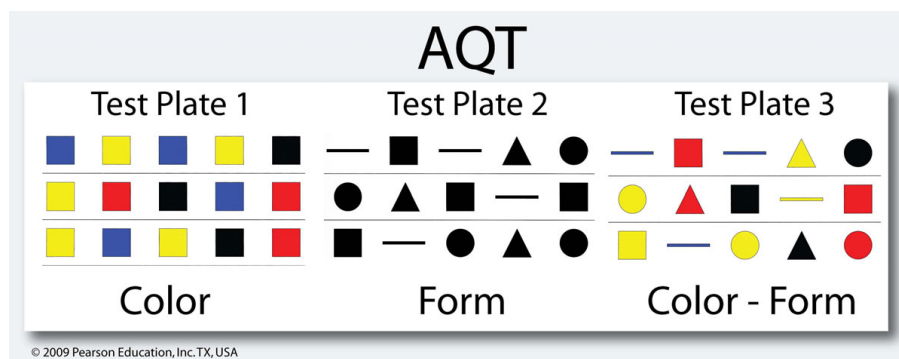 AQT
Test Plate 1
Test Plate 2
Test Plate 3
Color
Form
Color - Form
© 2009 Pearson Education, Inc. TX, USA